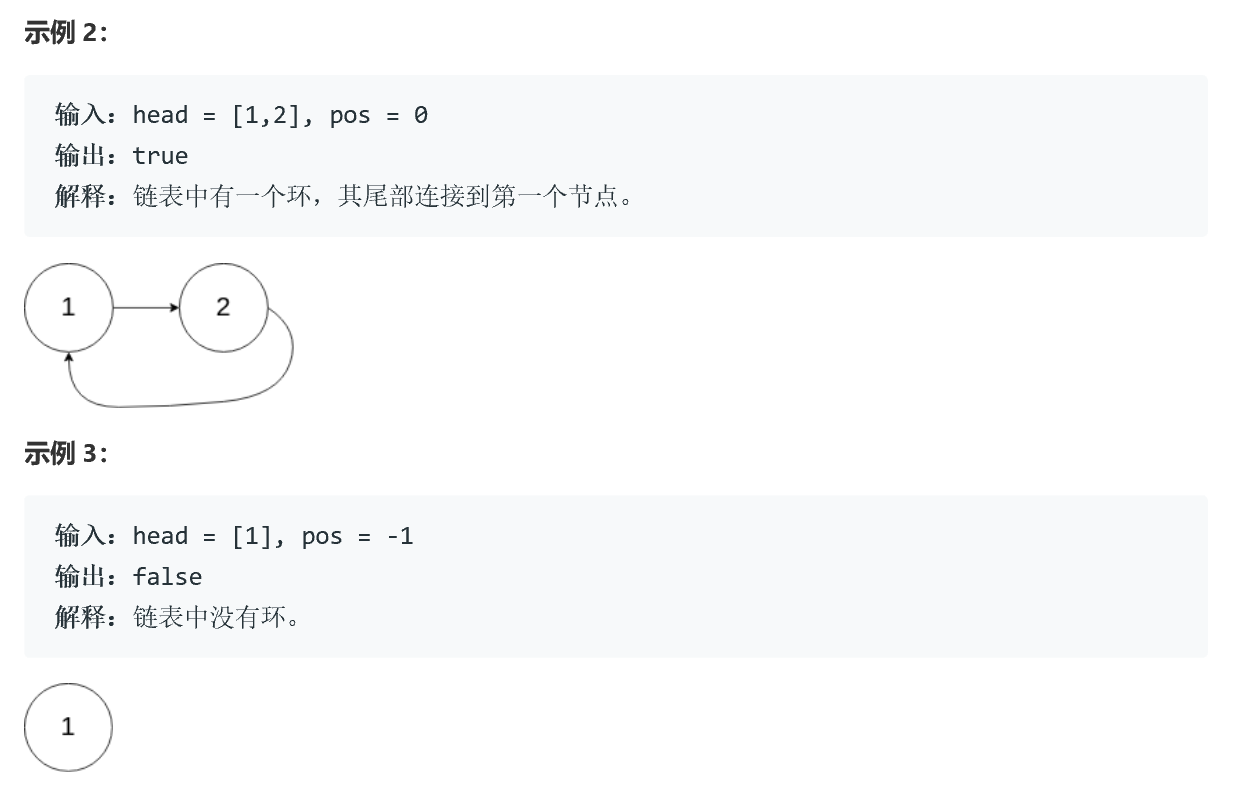 示例 2：
输入：head = [1,2], pos = 0
输出：true
解释：链表中有一个环，其尾部连接到第一个节点。
1
2
示例 3：
输入：head = [1], pos = -1
输出：false
解释：链表中没有环。
1